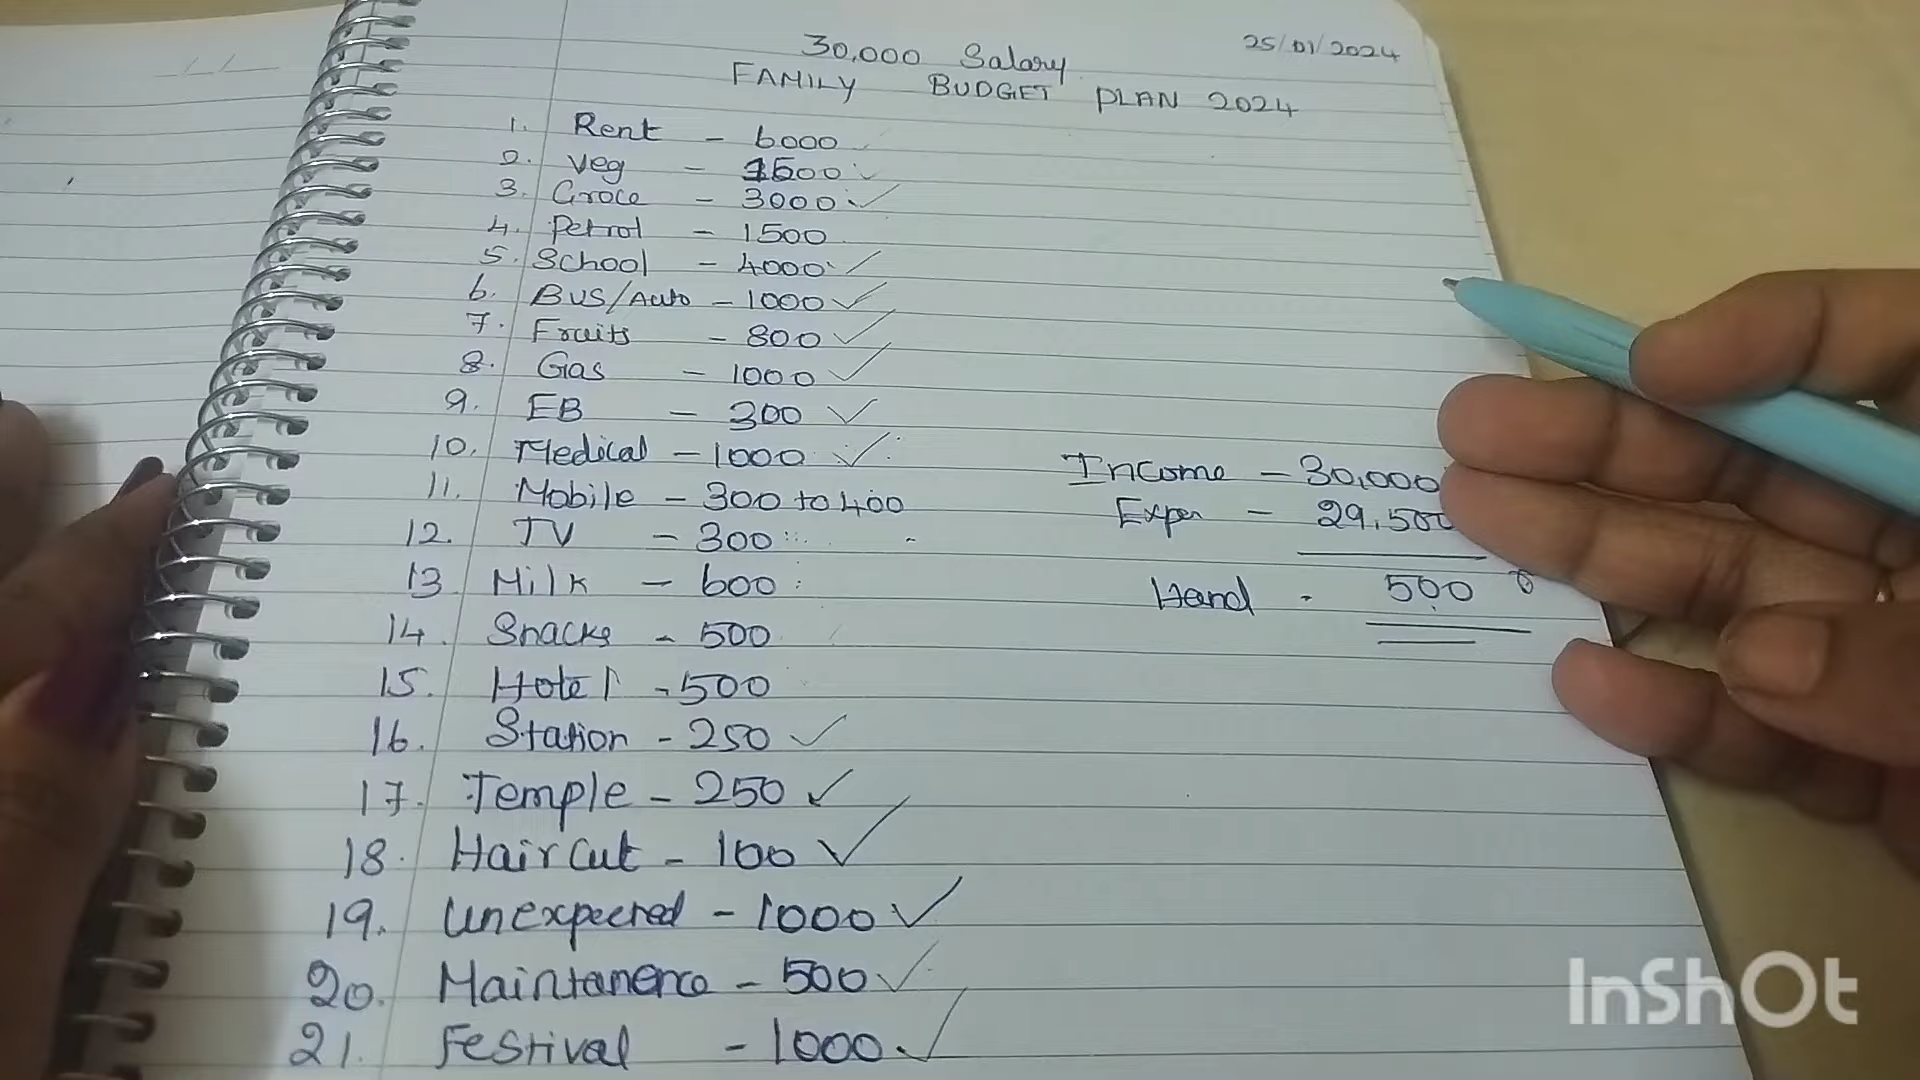 25/01/2024
30,000 Salary
FAMILY BUDGET PLAN 2024
1. Rent - 6000
2. Veg - 1500
3. Groce - 3000
4. Petrol - 1500
5. School - 4000
6. BUS/Auto - 1000
7. Fruits - 800
8. Gas - 1000
9. EB - 300
10. Medical - 1000
11. Mobile - 300 to 400
12. TV - 300
13 Milk - 600
14. Snacks - 500
15. Hotel - 500
16. Station - 250
17. Temple - 250
18. Haircut - 100
19. Unexpected - 1000
20. Maintanence - 500
21. Festival - 1000
Income - 30,000
Expen - 29,500
Hand - 500
InShOt